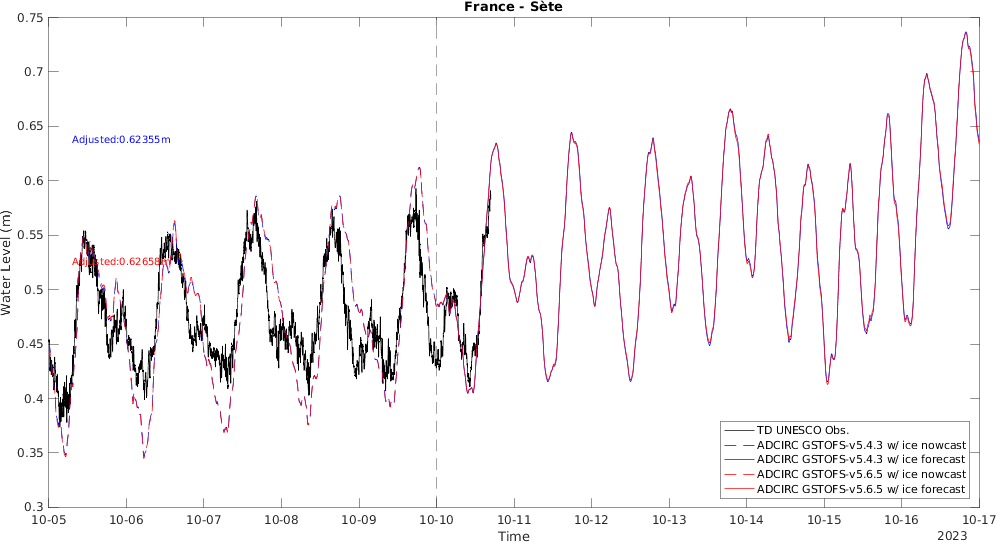 France - Sète
Water Level (m)
0.75
0.7
0.65
0.6
0.55
0.5
0.45
0.4
0.35
0.3
Adjusted:0.62355m
Adjusted:0.62658m
TD UNESCO Obs.
ADCIRC GSTOFS-v5.4.3 w/ ice nowcast
ADCIRC GSTOFS-v5.4.3 w/ ice forecast
ADCIRC GSTOFS-v5.6.5 w/ ice nowcast
ADCIRC GSTOFS-v5.6.5 w/ ice forecast
10-05 10-06 10-07 10-08 10-09 10-10 10-11 10-12 10-13 10-14 10-15 10-16 10-17
Time
2023